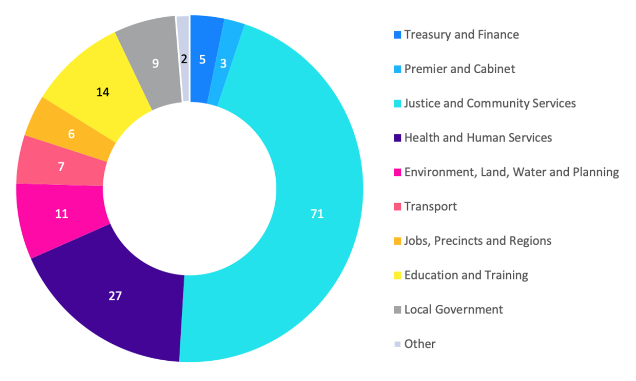 5
3
71
27
11
7
6
14
9
2
Treasury and Finance
Premier and Cabinet
Justice and Community Services
Health and Human Services
Environment, Land, Water and Planning
Transport
Jobs, Precincts and Regions
Education and Training
Local Government
Other